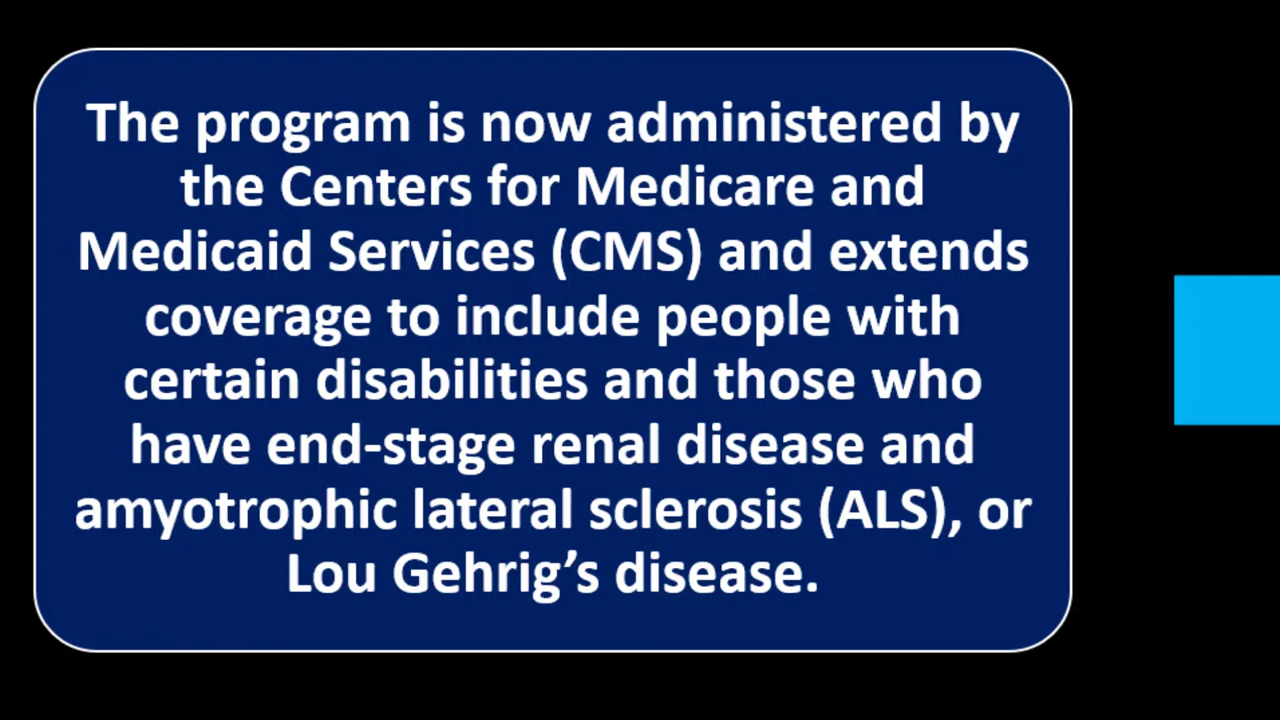 The program is now administered by
the Centers for Medicare and
Medicaid Services (CMS) and extends
coverage to include people with
certain disabilities and those who
have end-stage renal disease and
amyotrophic lateral sclerosis (ALS), or
Lou Gehrig’s disease.